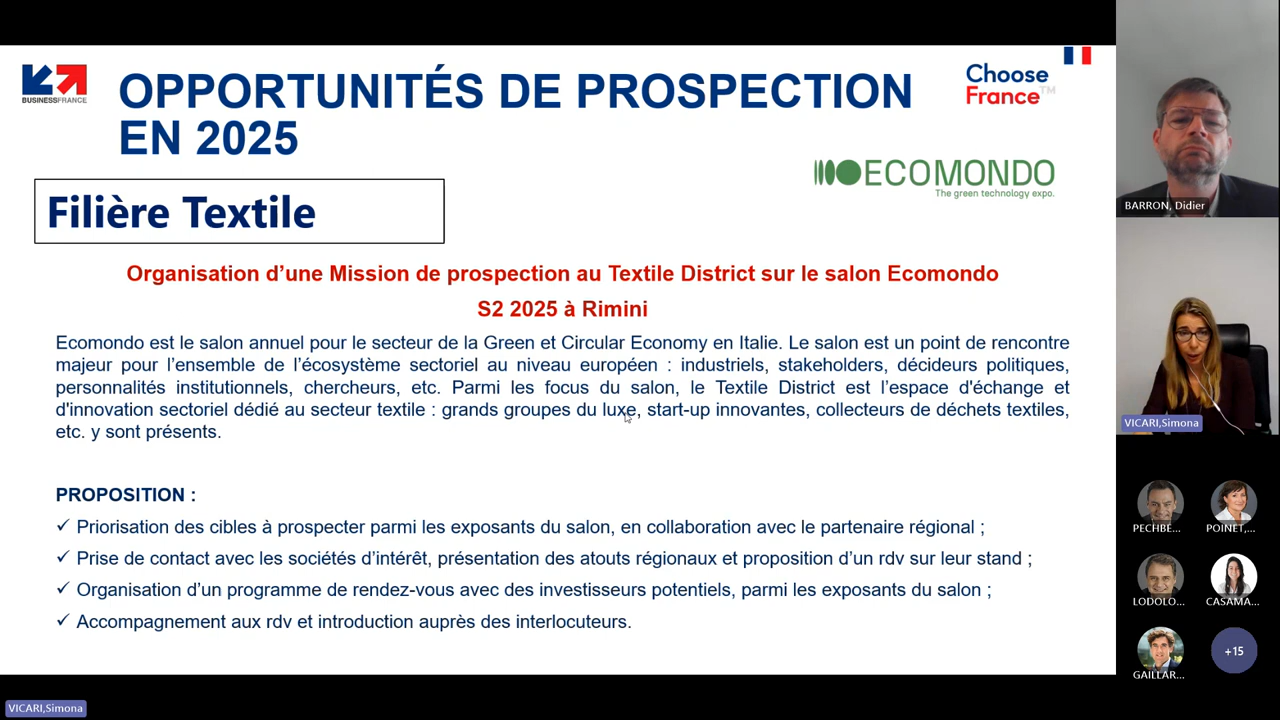 BUSINESSFRANCE
OPPORTUNITÉS DE PROSPECTION
EN 2025
Choose
France™
ECOMONDO
The green technology expo.
Filière Textile
Organisation d’une Mission de prospection au Textile District sur le salon Ecomondo
S2 2025 à Rimini
Ecomondo est le salon annuel pour le secteur de la Green et Circular Economy en Italie. Le salon est un point de rencontre
majeur pour l’ensemble de l’écosystème sectoriel au niveau européen : industriels, stakeholders, décideurs politiques,
personnalités institutionnels, chercheurs, etc. Parmi les focus du salon, le Textile District est l’espace d'échange et
d'innovation sectoriel dédié au secteur textile : grands groupes du luxe, start-up innovantes, collecteurs de déchets textiles,
etc. y sont présents.
PROPOSITION :
✓ Priorisation des cibles à prospecter parmi les exposants du salon, en collaboration avec le partenaire régional ;
✓ Prise de contact avec les sociétés d’intérêt, présentation des atouts régionaux et proposition d’un rdv sur leur stand ;
✓ Organisation d’un programme de rendez-vous avec des investisseurs potentiels, parmi les exposants du salon ;
✓ Accompagnement aux rdv et introduction auprès des interlocuteurs.
BARRON, Didier
VICARI,Simona
PECHBE...
POINET,...
LODOLO...
CASAMA...
GAILLAR...
+15
VICARI,Simona